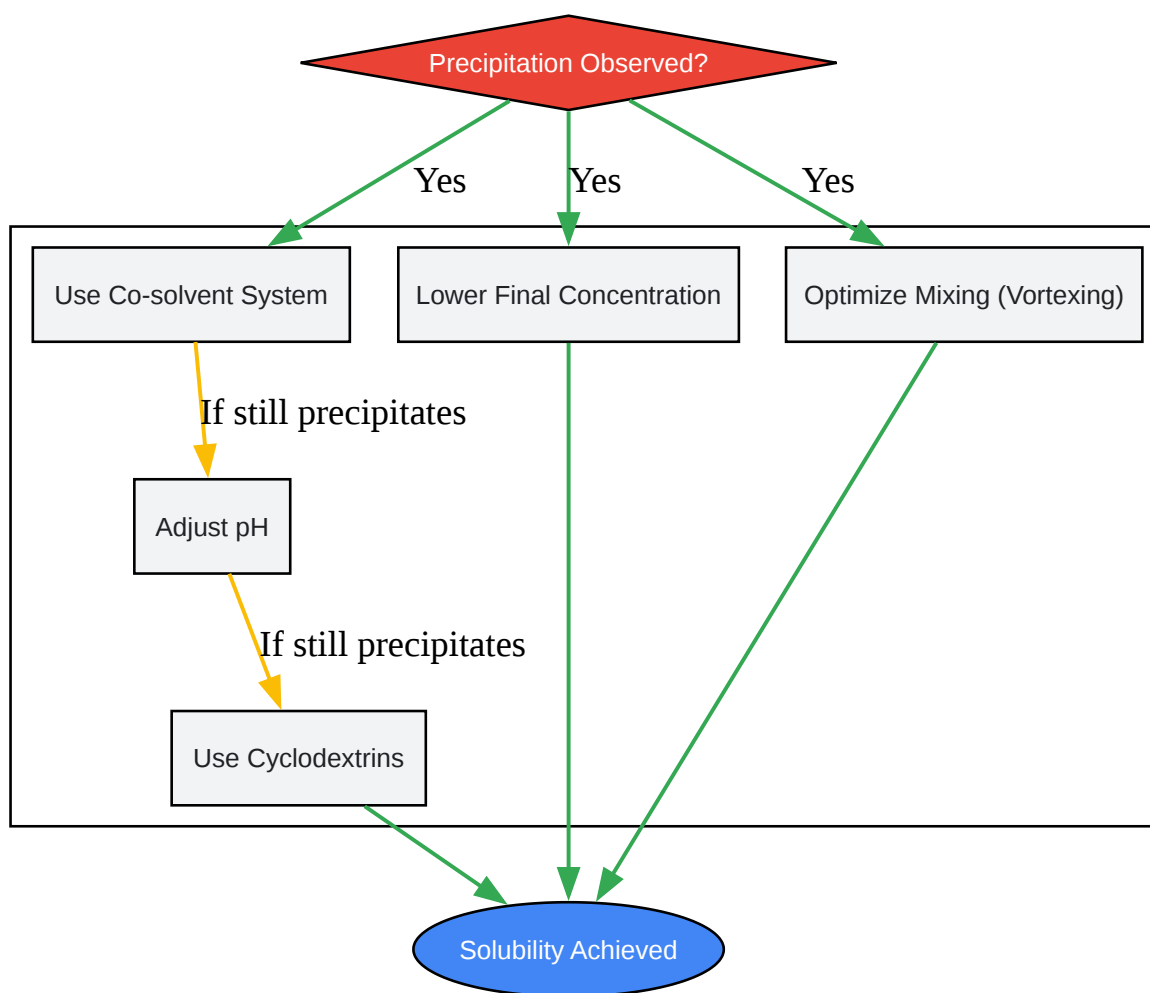 Precipitation Observed?
Yes
Yes
Yes
Use Co-solvent System
Lower Final Concentration
Optimize Mixing (Vortexing)
If still precipitates
Adjust pH
If still precipitates
Use Cyclodextrins
Solubility Achieved